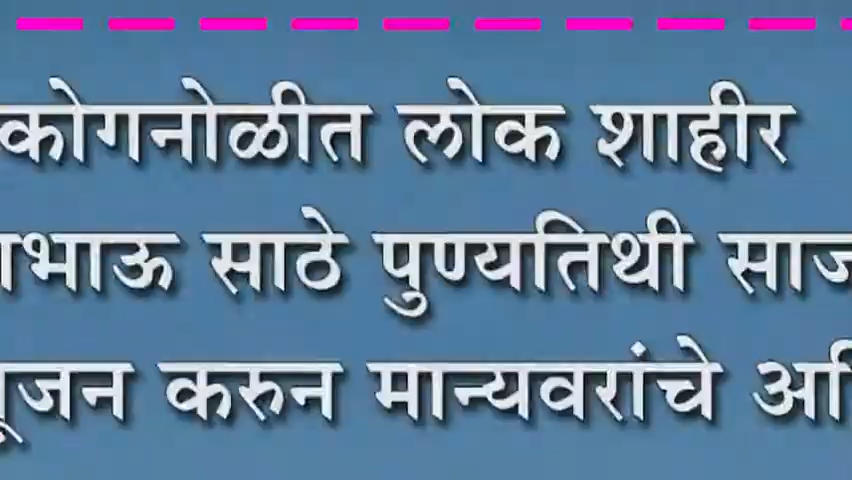 कोगनोळीत लोक शाहीर
भाऊ साठे पुण्यतिथी
करुन मान्यवरांचे